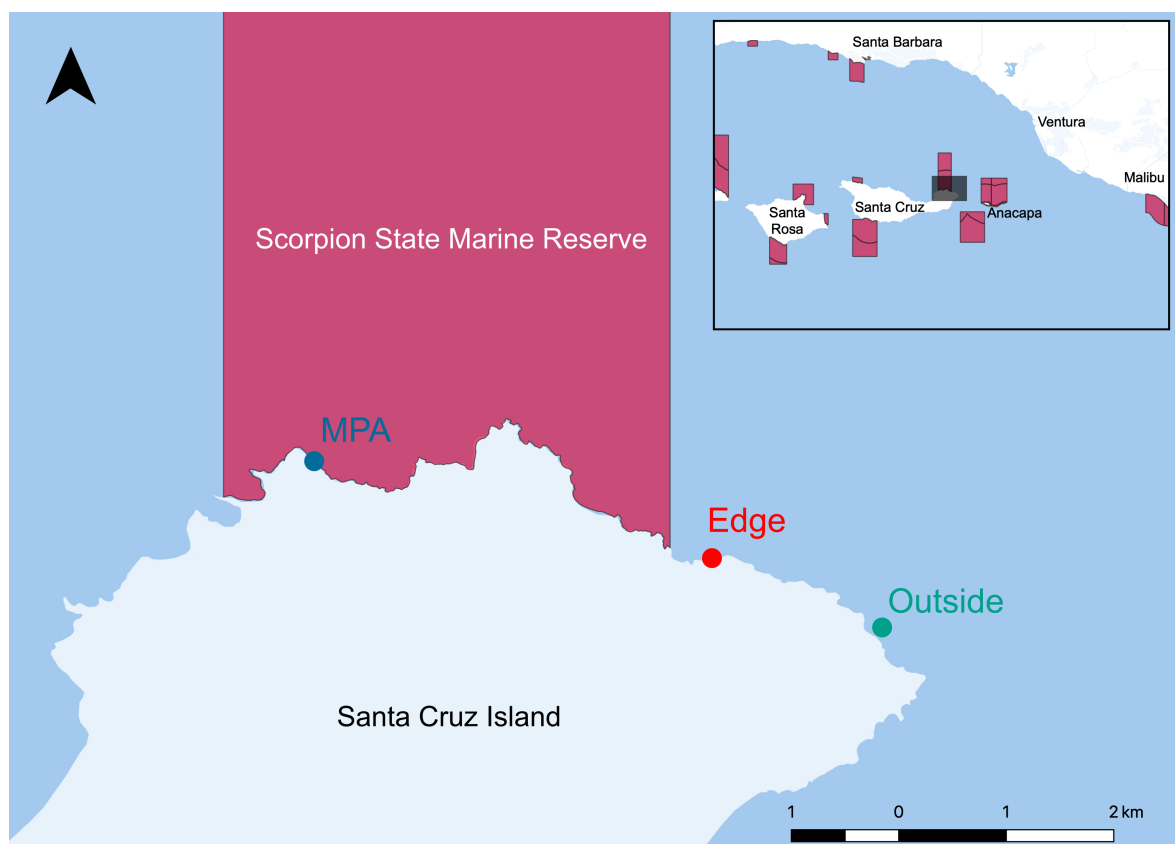 Santa Barbara
Ventura
Malibu
Santa Cruz
Santa
Rosa
Anacapa
Scorpion State Marine Reserve
MPA
Edge
Outside
Santa Cruz Island
1 0 1 2 km